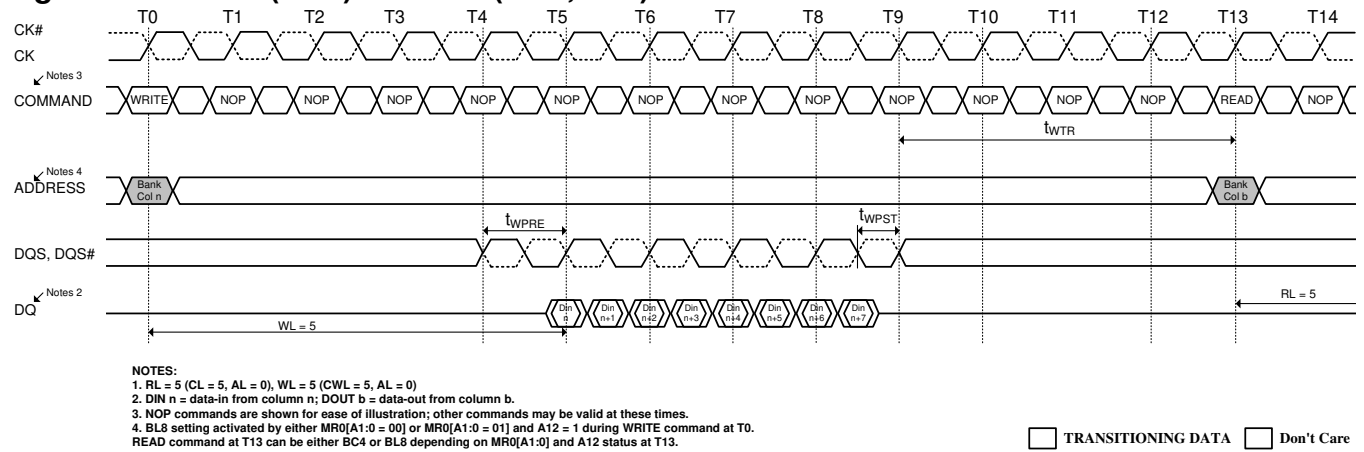 T0 T1 T2 T3 T4 T5 T6 T7 T8 T9 T10 T11 T12 T13 T14
CK#
CK
Notes 3
COMMAND WRITE NOP NOP NOP NOP NOP NOP NOP NOP NOP NOP NOP NOP READ NOP
tWTR
Notes 4
ADDRESS Bank Col n Bank Col b
tWPRE tWPST
DQS, DQS#
Notes 2
DQ Din n Din n+1 Din n+2 Din n+3 Din n+4 Din n+5 Din n+6 Din n+7
RL = 5
WL = 5
NOTES:
1. RL = 5 (CL = 5, AL = 0), WL = 5 (CWL = 5, AL = 0)
2. DIN n = data-in from column n; DOUT b = data-out from column b.
3. NOP commands are shown for ease of illustration; other commands may be valid at these times.
4. BL8 setting activated by either MR0[A1:0 = 00] or MR0[A1:0 = 01] and A12 = 1 during WRITE command at T0.
READ command at T13 can be either BC4 or BL8 depending on MR0[A1:0] and A12 status at T13.
TRANSITIONING DATA Don't Care